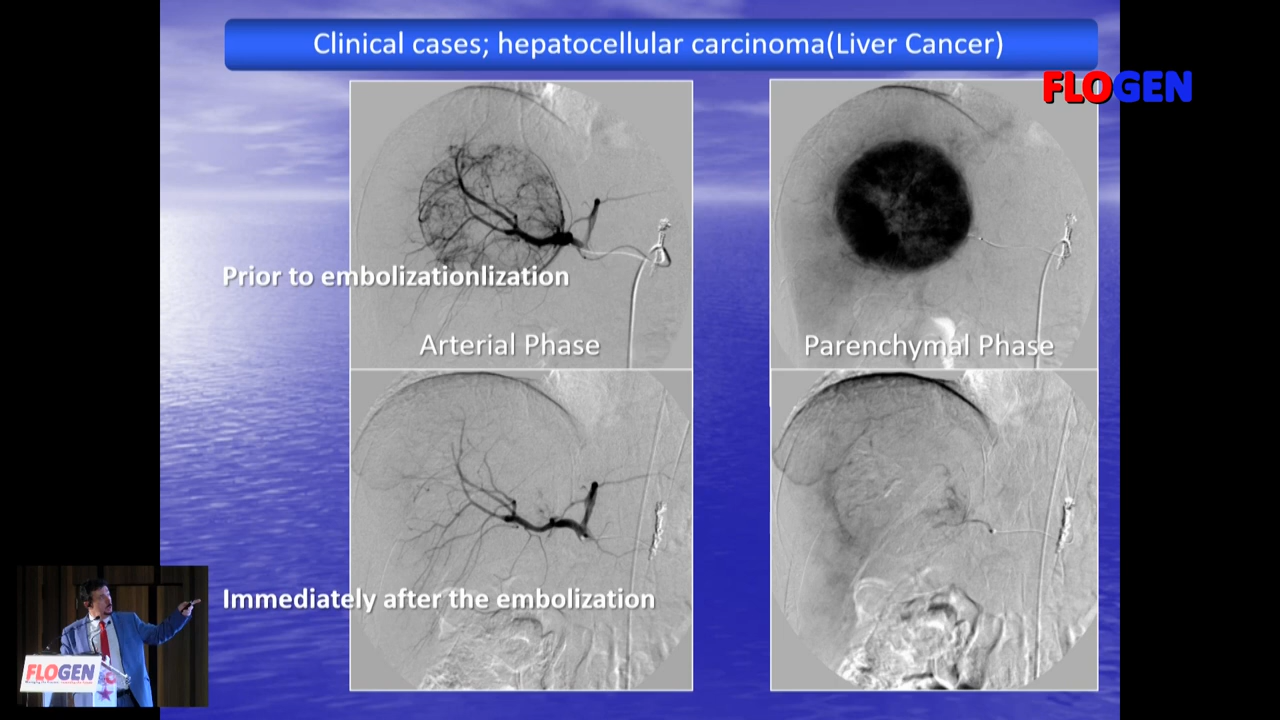 Clinical cases; hepatocellular carcinoma(Liver Cancer)
FLOGEN
Prior to embolizationlization
Arterial Phase
Parenchymal Phase
Immediately after the embolization
FLOGEN